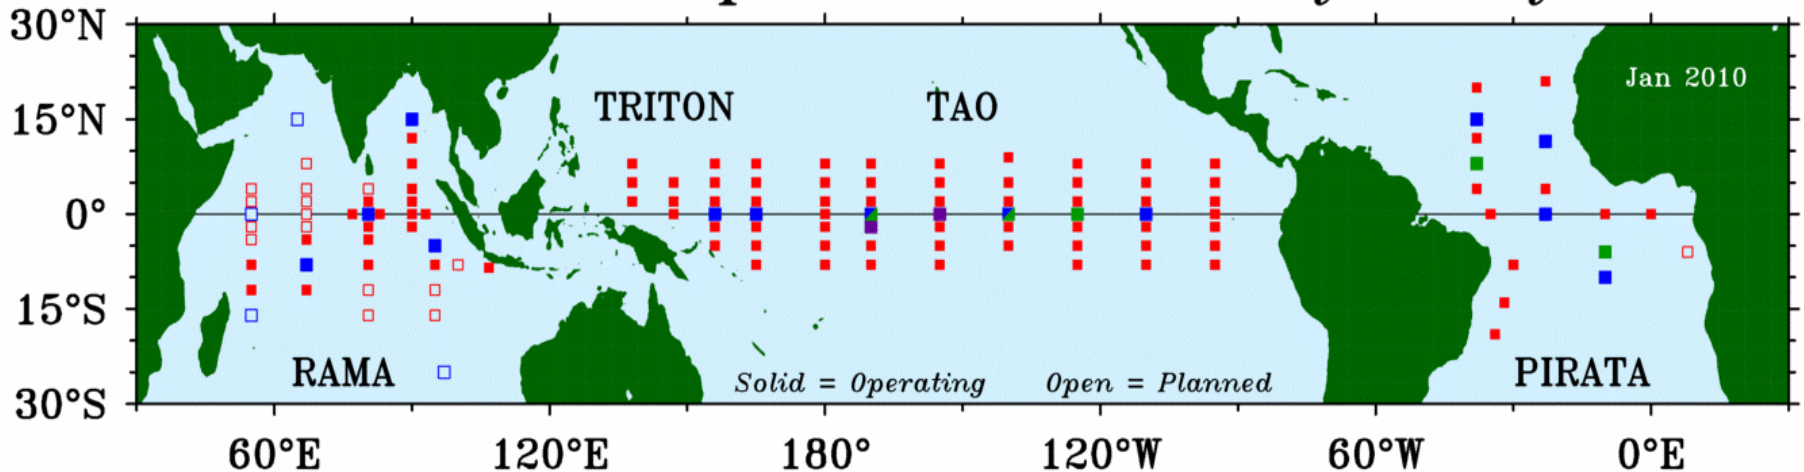 30°N
Jan 2010
TRITON TAO
15°N
0°
15°S
RAMA Solid = Operating Open = Planned PIRATA
30°S
60°E 120°E 180° 120°W 60°W 0°E